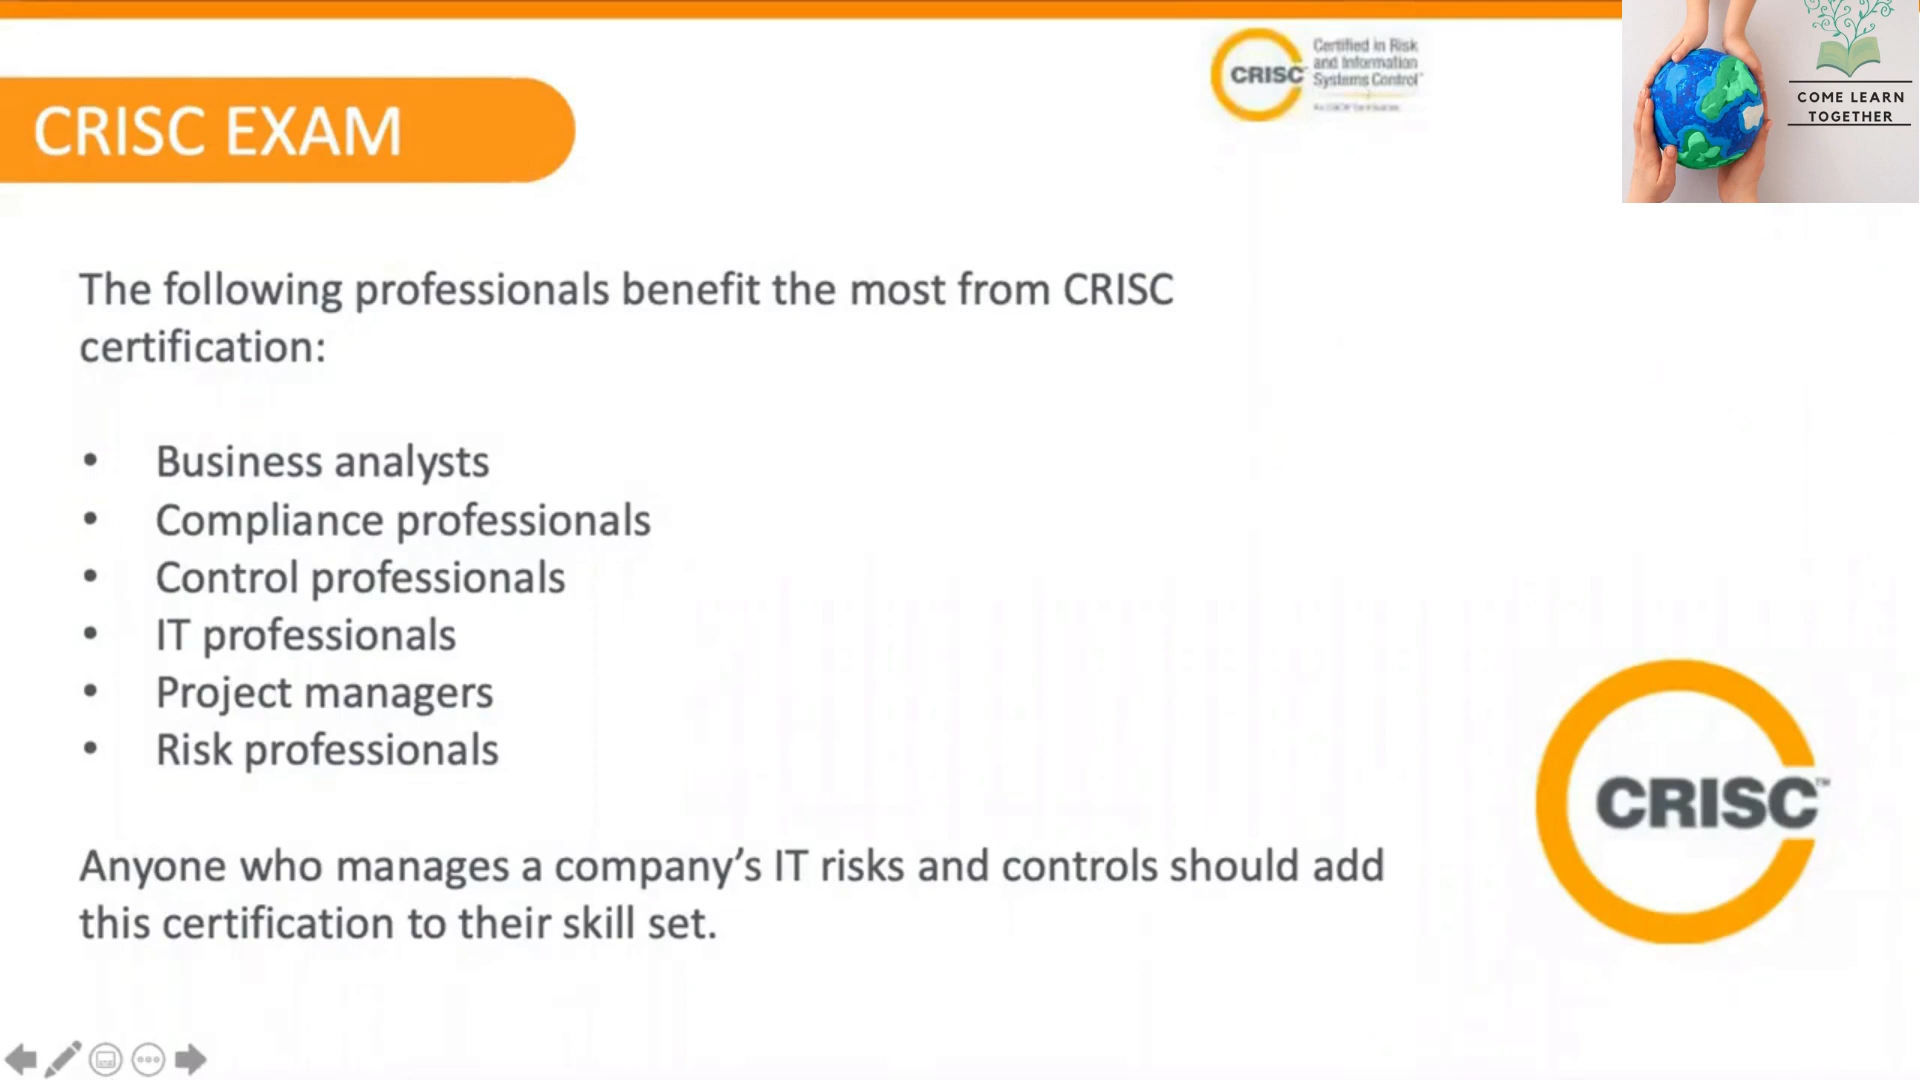 CRISC EXAM
CRISC
Certified in Risk
and Information
Systems Control
COME LEARN
TOGETHER
The following professionals benefit the most from CRISC
certification:
• Business analysts
• Compliance professionals
• Control professionals
• IT professionals
• Project managers
• Risk professionals
Anyone who manages a company’s IT risks and controls should add
this certification to their skill set.
CRISC™